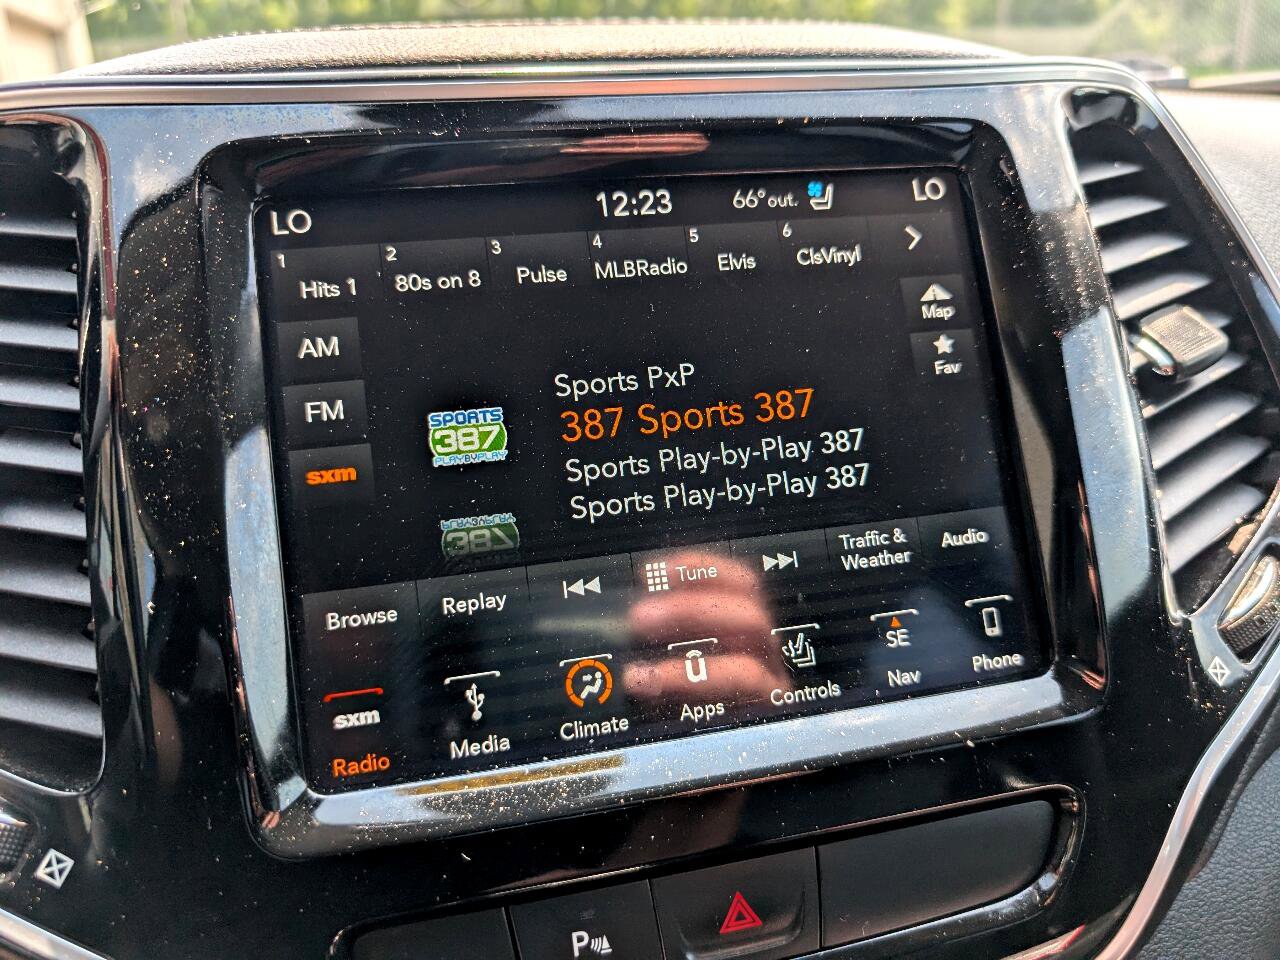 LO 12:23 66° out. LO
1 Hits 1 2 80s on 8 3 Pulse 4 MLBRadio 5 Elvis 6 ClsVinyl
Map
AM
Fav
Sports PxP
FM
387 Sports 387
SPORTS
387
PLAYBYPLAY
Sports Play-by-Play 387
sxm
Sports Play-by-Play 387
Browse Replay Tune Traffic &
Weather Audio
sxm
Radio Media Climate Apps Controls SE
Nav Phone
P